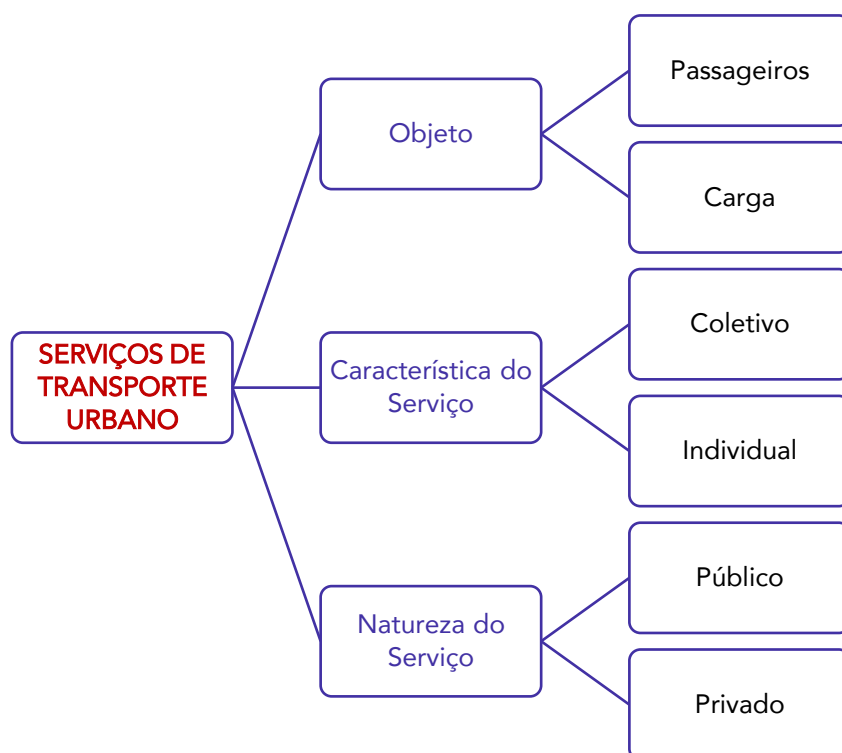 SERVIÇOS DE
TRANSPORTE
URBANO
Objeto
Passageiros
Carga
Característica do
Serviço
Coletivo
Individual
Natureza do
Serviço
Público
Privado